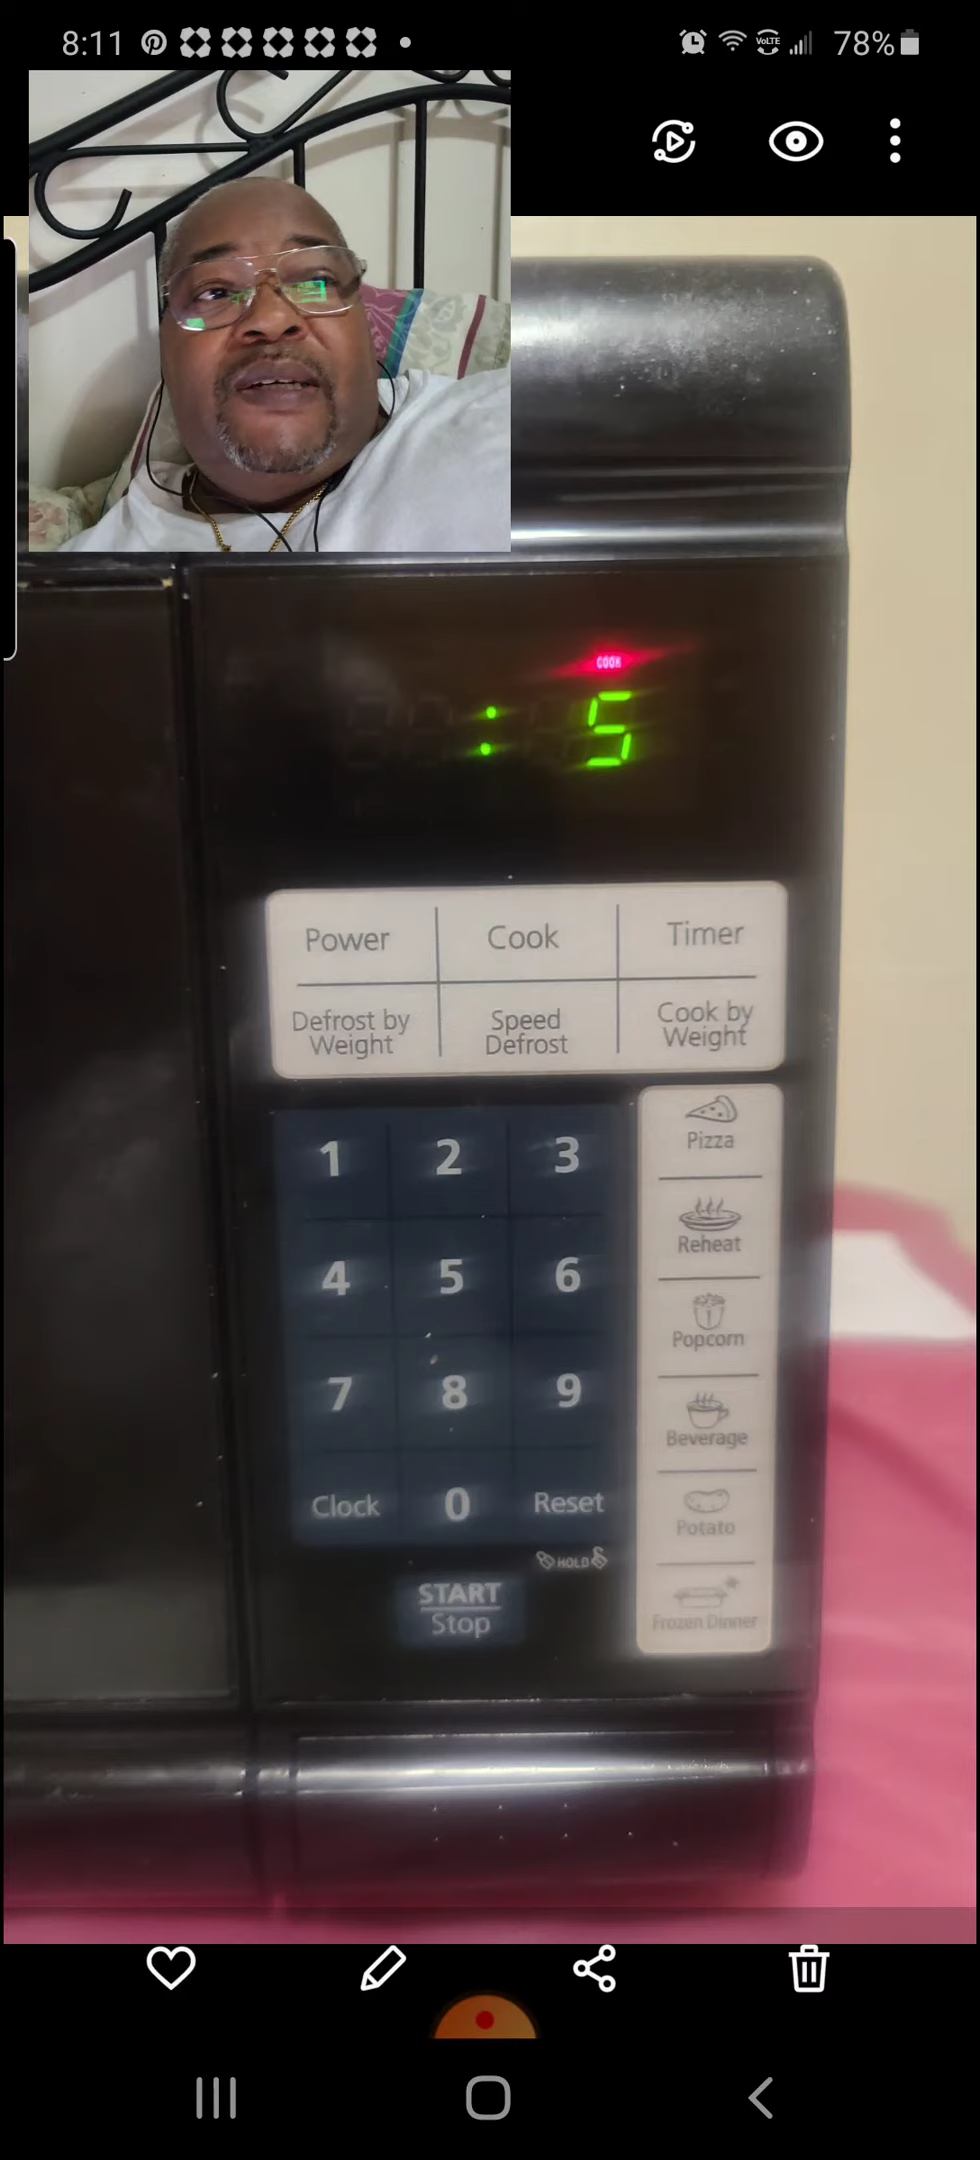 8:11
VoLTE
78%
COOK
: 5
Power Cook Timer
Defrost by Weight
Speed Defrost
Cook by Weight
1 2 3
4 5 6
7 8 9
Clock 0 Reset
HOLD
START
Stop
Pizza
Reheat
Popcorn
Beverage
Potato
Frozen Dinner